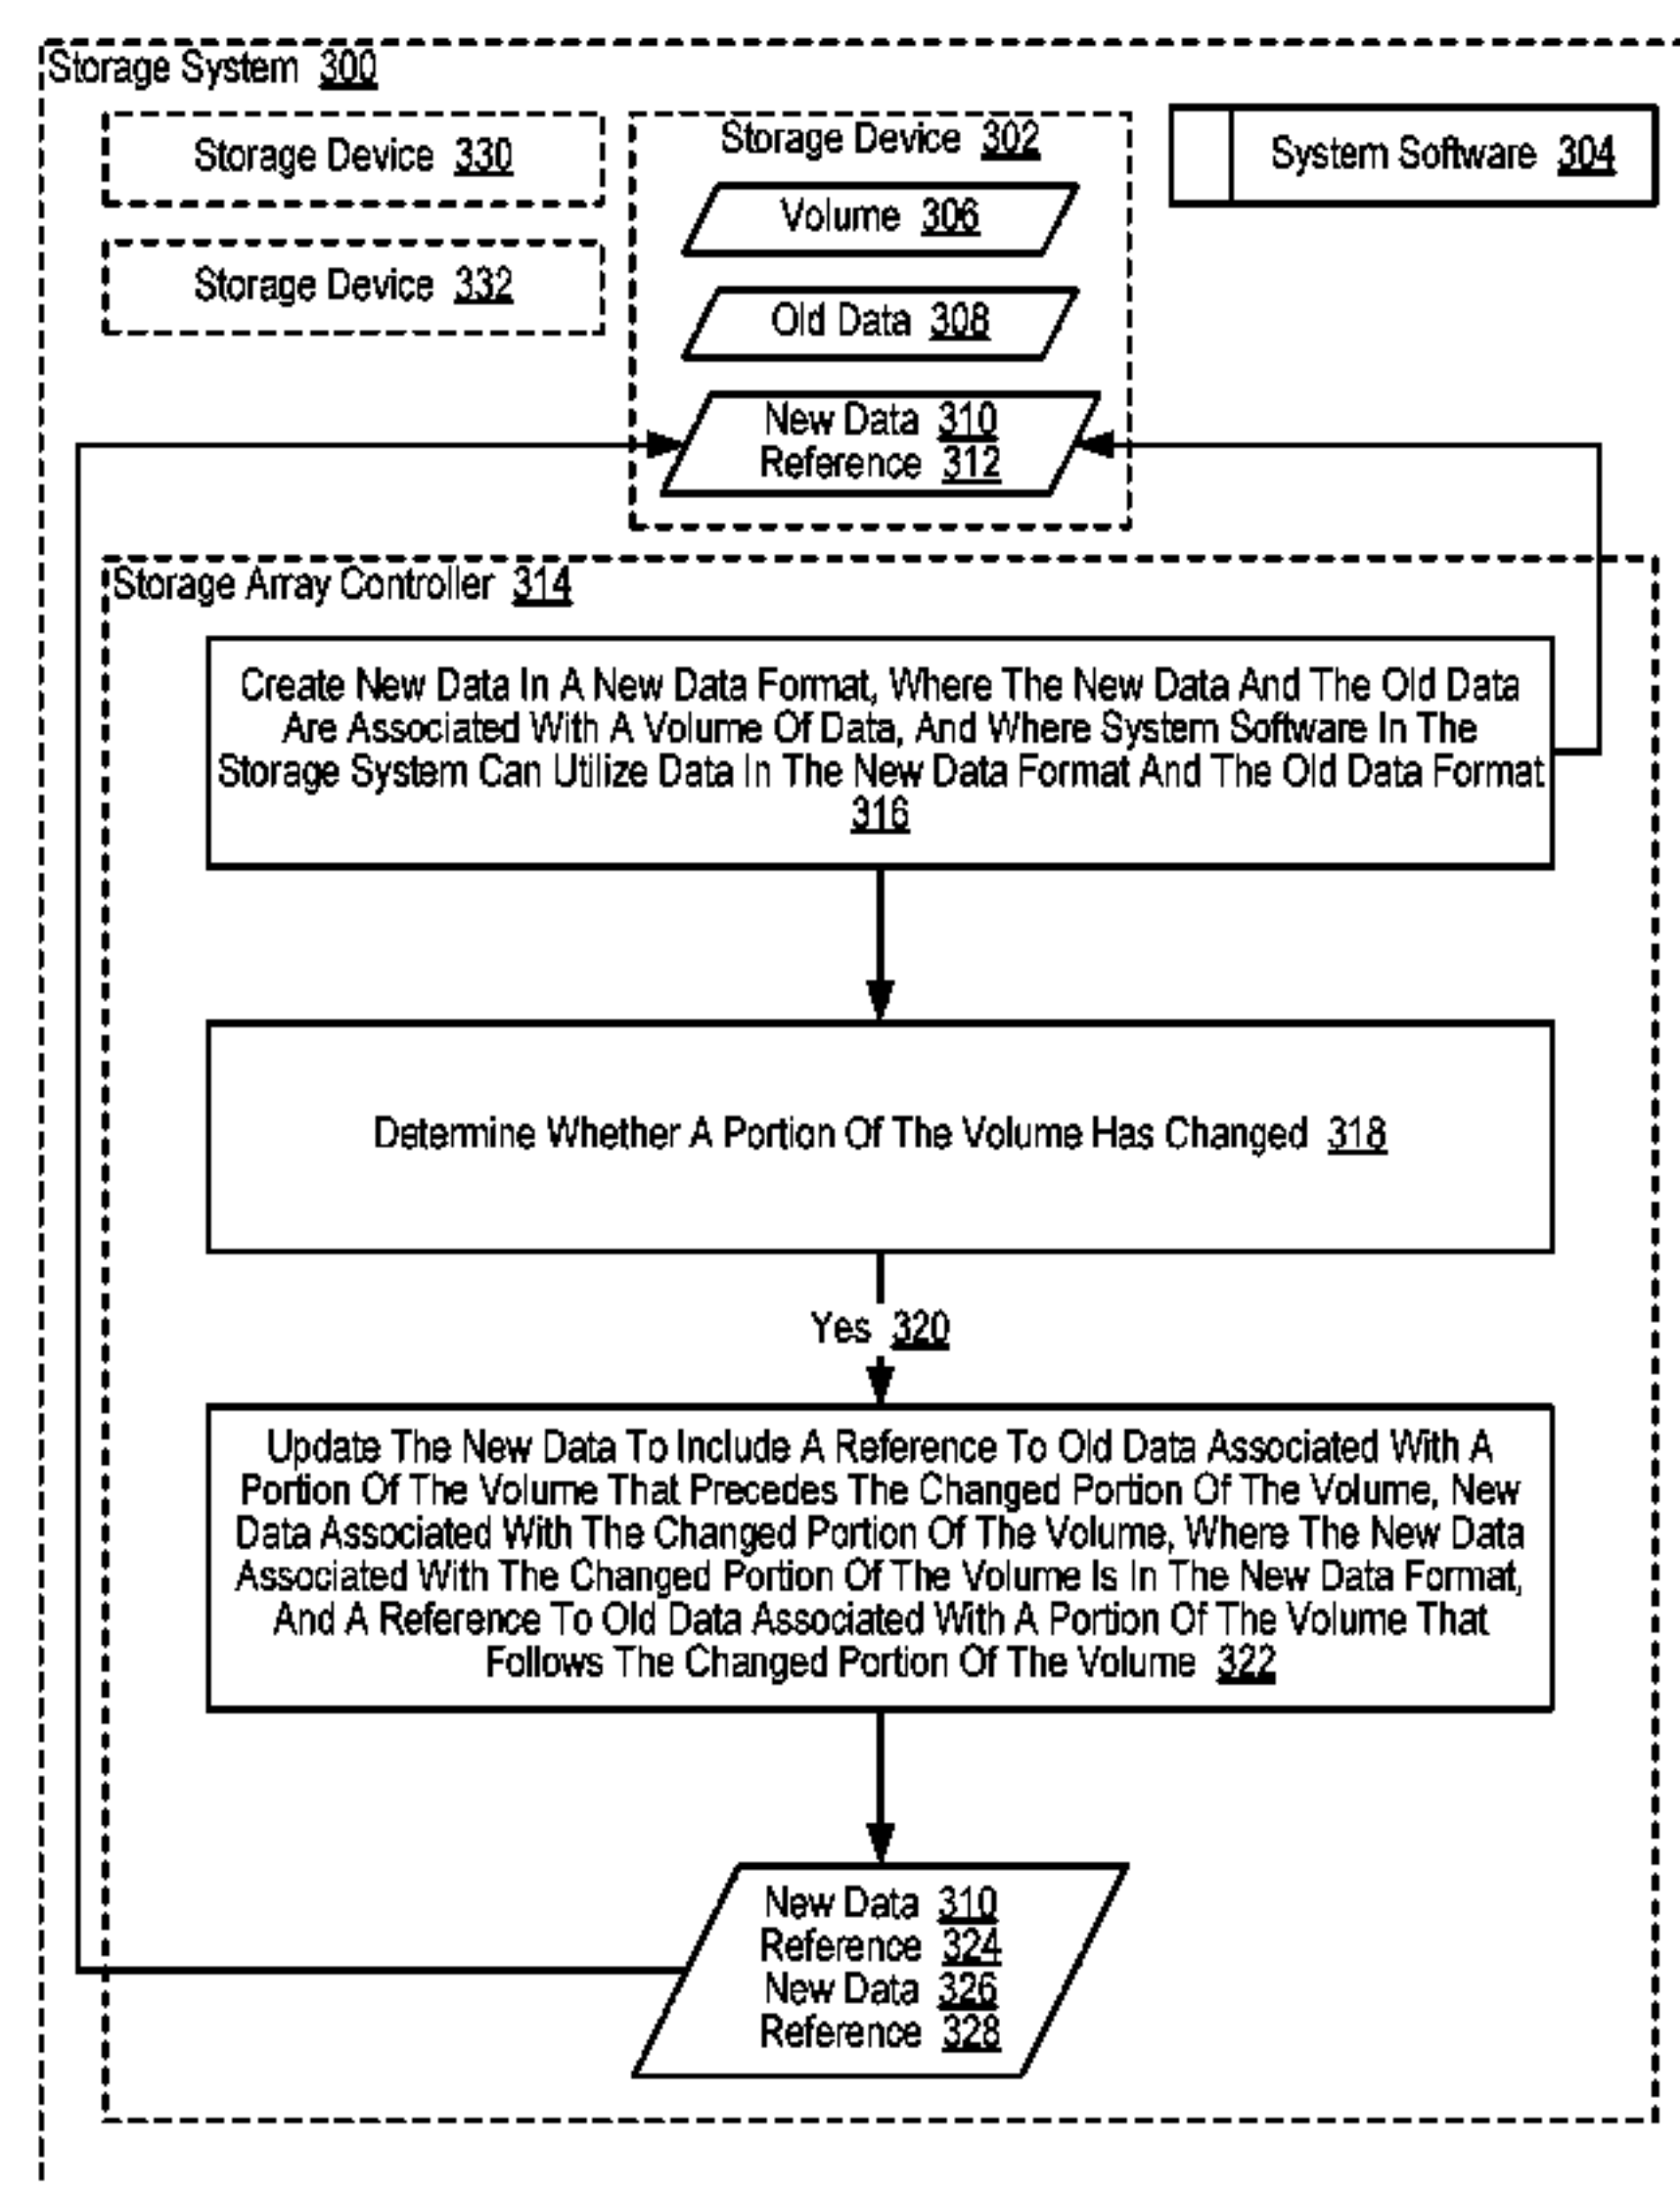 Storage System 300
Storage Device 330
Storage Device 332
Storage Device 302
Volume 306
Old Data 308
New Data 310
Reference 312
System Software 304
Storage Array Controller 314
Create New Data In A New Data Format, Where The New Data And The Old Data
Are Associated With A Volume Of Data, And Where System Software In The
Storage System Can Utilize Data In The New Data Format And The Old Data Format
316
Determine Whether A Portion Of The Volume Has Changed 318
Yes 320
Update The New Data To Include A Reference To Old Data Associated With A
Portion Of The Volume That Precedes The Changed Portion Of The Volume, New
Data Associated With The Changed Portion Of The Volume, Where The New Data
Associated With The Changed Portion Of The Volume Is In The New Data Format,
And A Reference To Old Data Associated With A Portion Of The Volume That
Follows The Changed Portion Of The Volume 322
New Data 310
Reference 324
New Data 326
Reference 328